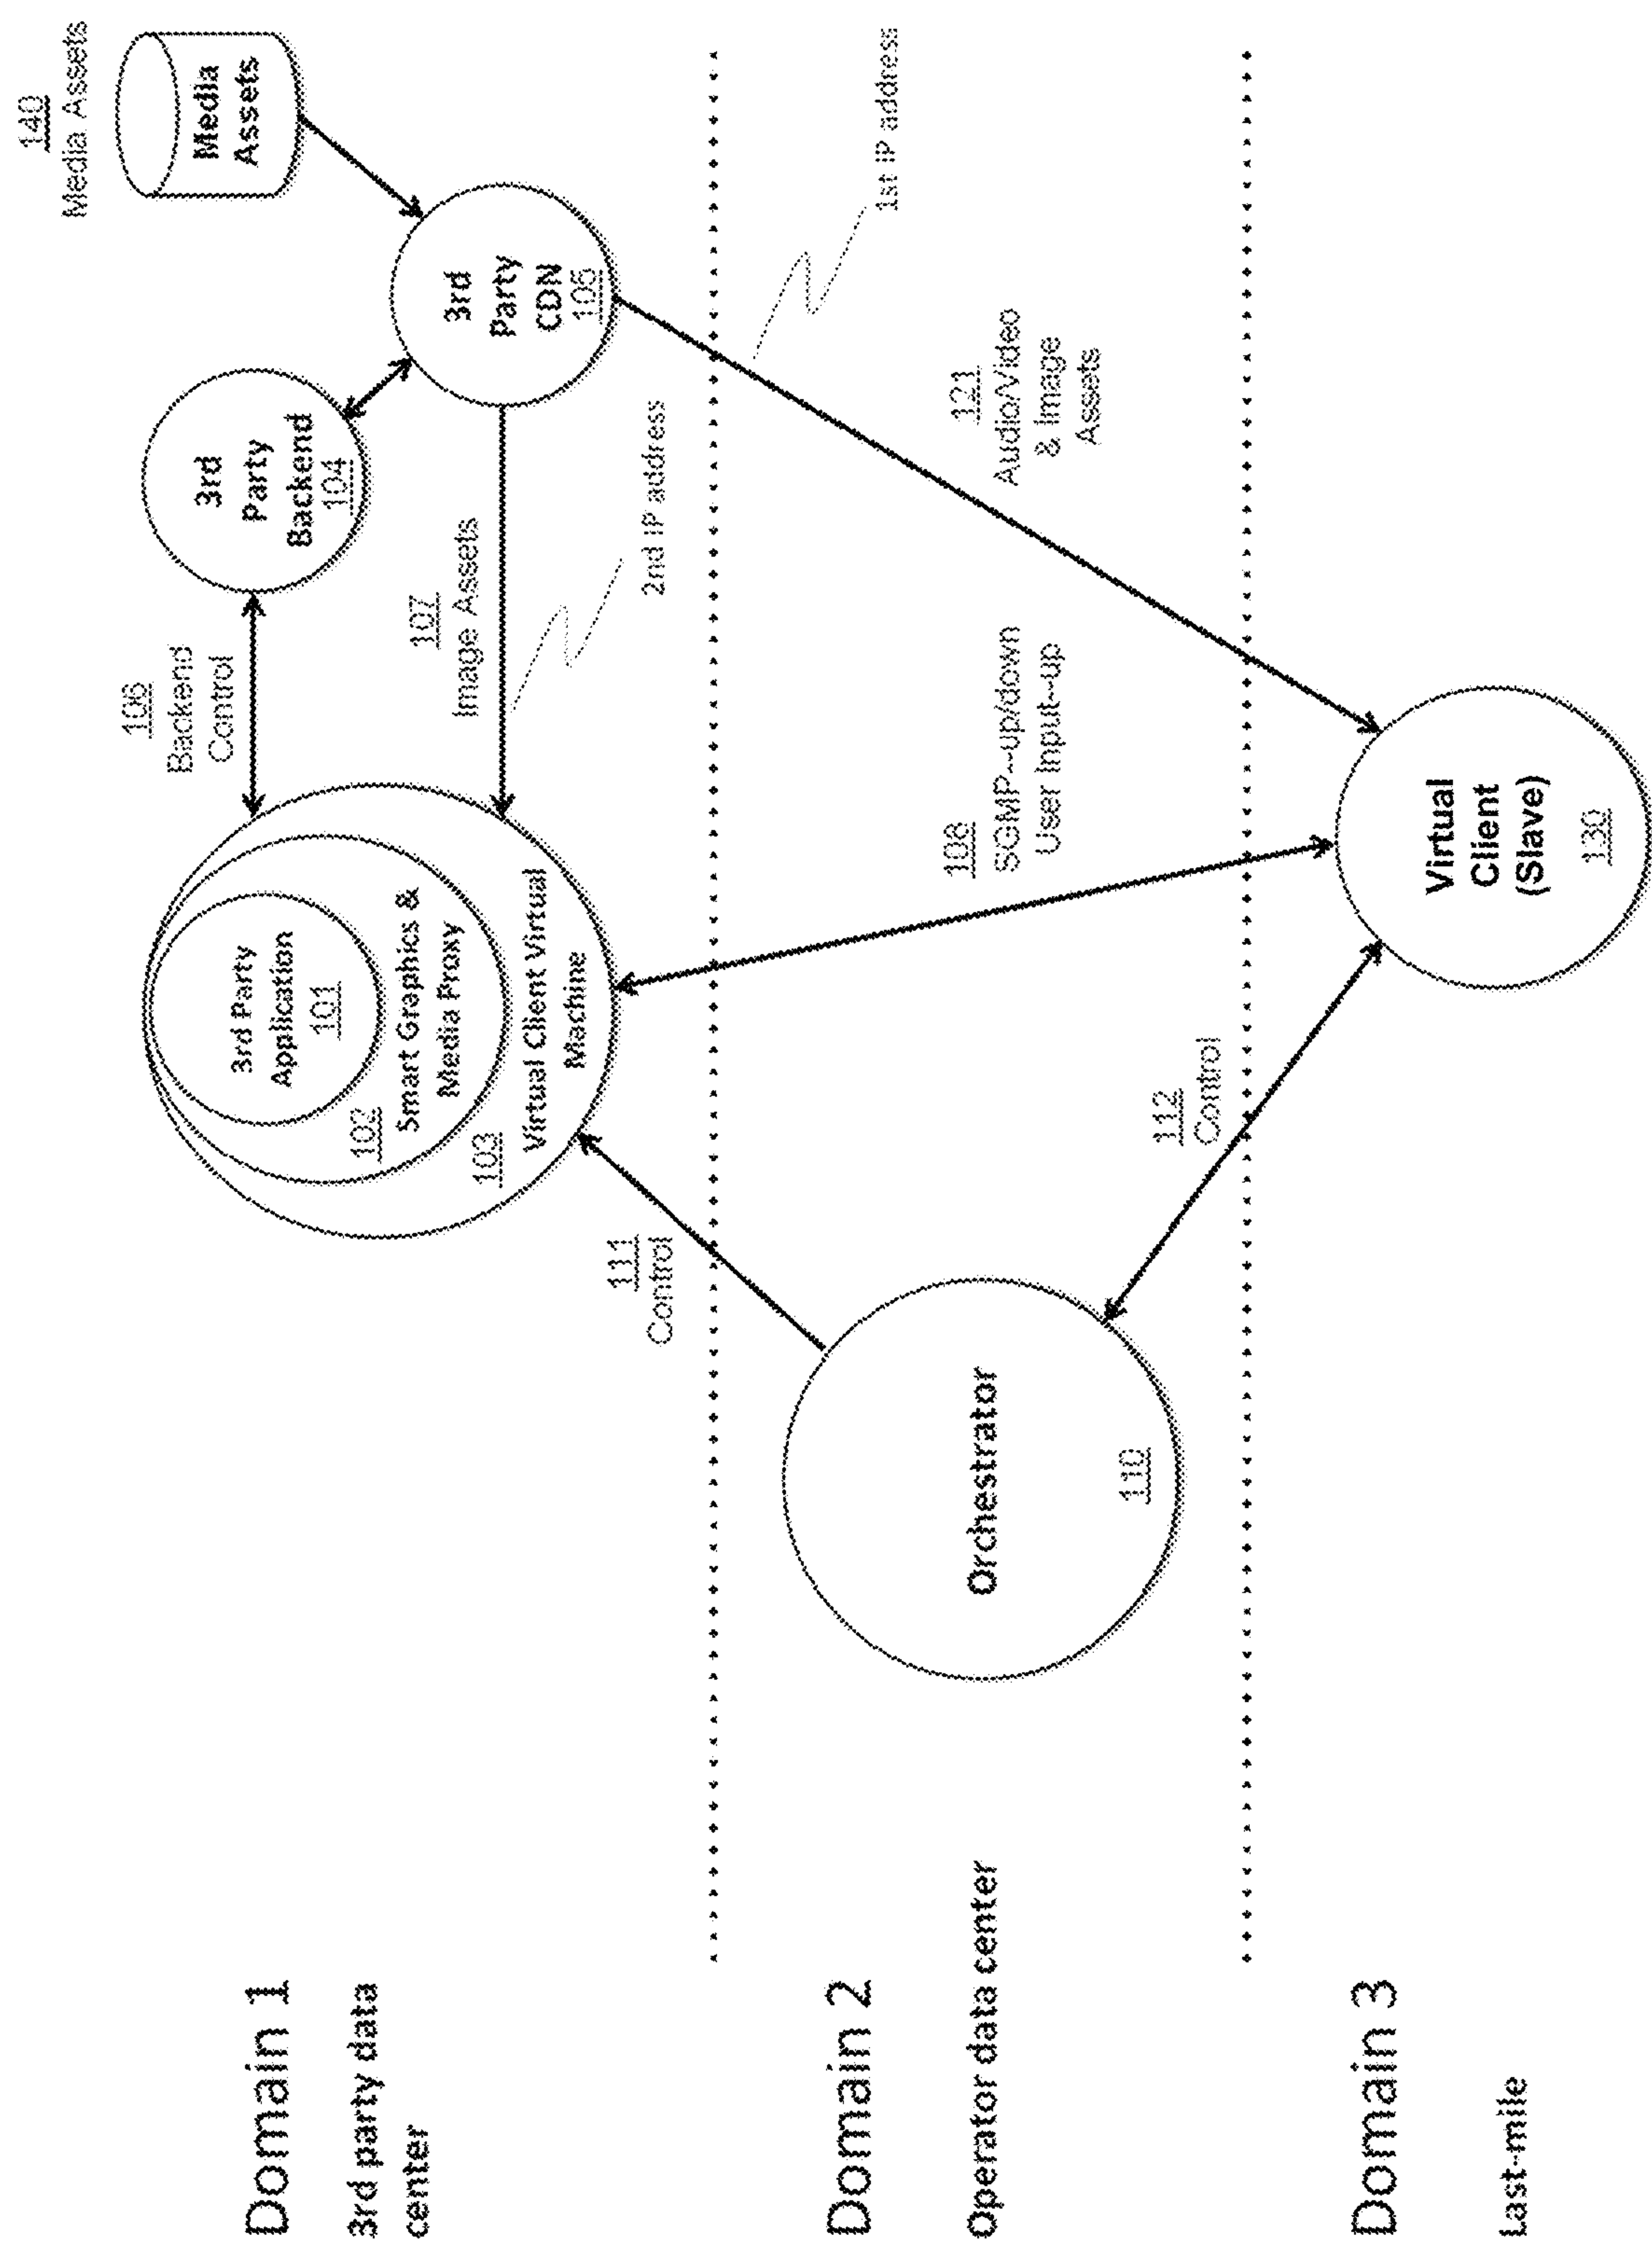 Domain 1
3rd party data
center
3rd Party
Application
101
102
Smart Graphics &
Media Proxy
103
Virtual Client Virtual
Machine
106
Backend
Control
3rd
Party
Backend
104
107
Image Assets
2nd IP address
3rd
Party
CDN
105
140
Media Assets
Media
Assets
111
Control
Domain 2
Operator data center
Orchestrator
110
112
Control
108
SGMP--up/down
User Input--up
121
Audio/Video
& Image
Assets
1st IP address
Domain 3
Last-mile
Virtual
Client
(Slave)
130